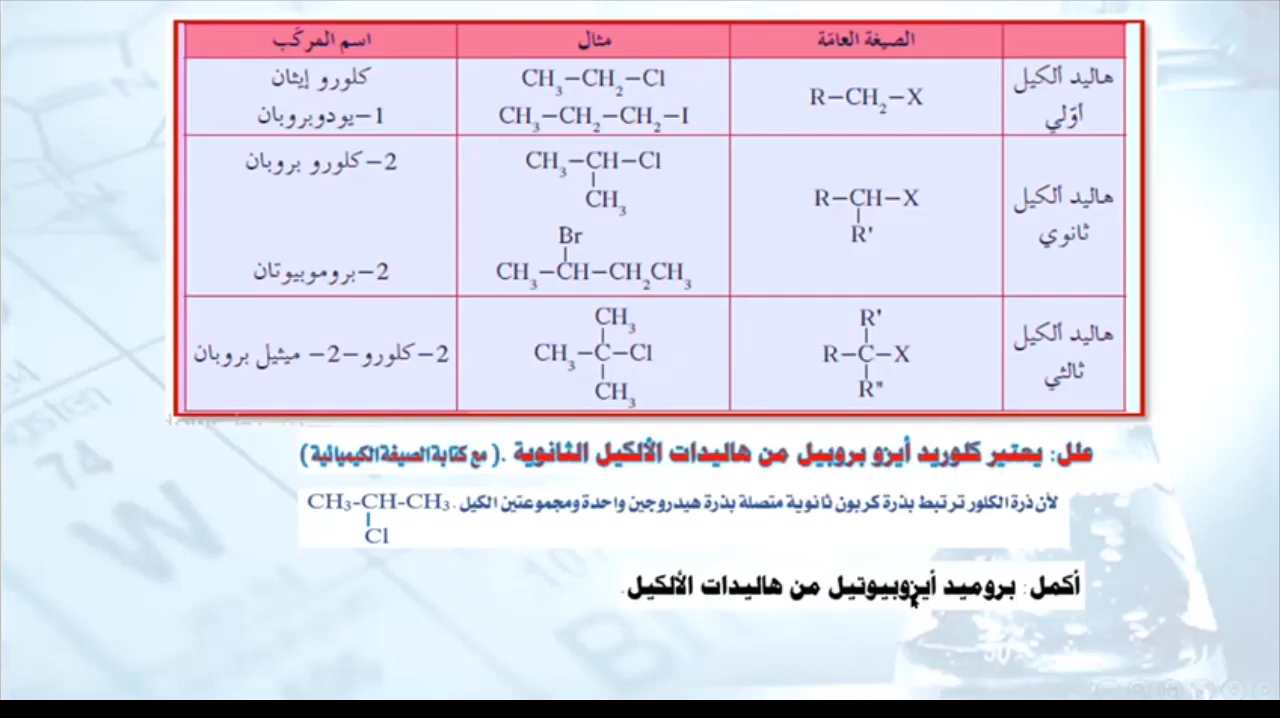 الصيغة العامّة	مثال	اسم المركّب
هاليد ألكيل أوّلي	R–CH₂–X	CH₃–CH₂–Cl	كلورو إيثان
CH₃–CH₂–CH₂–I	1–يودوبروبان
هاليد ألكيل ثانوي	R–CH–X	CH₃–CH–Cl	2–كلورو بروبان
R'	CH₃
Br
CH₃–CH–CH₂CH₃	2–بروموبيوتان
هاليد ألكيل ثالثي	R'	CH₃
R–C–X	CH₃–C–Cl	2–كلورو–2– ميثيل بروبان
R"	CH₃
علل: يعتبر كلوريد أيزو بروبيل من هاليدات الألكيل الثانوية .( مع كتابة الصيغة الكيميائية )
لأن ذرة الكلور ترتبط بذرة كربون ثانوية متصلة بذرة هيدروجين واحدة ومجموعتين الكيل . CH₃-CH-CH₃
Cl
أكمل: بروميد أيزوبيوتيل من هاليدات الألكيل .
74
W